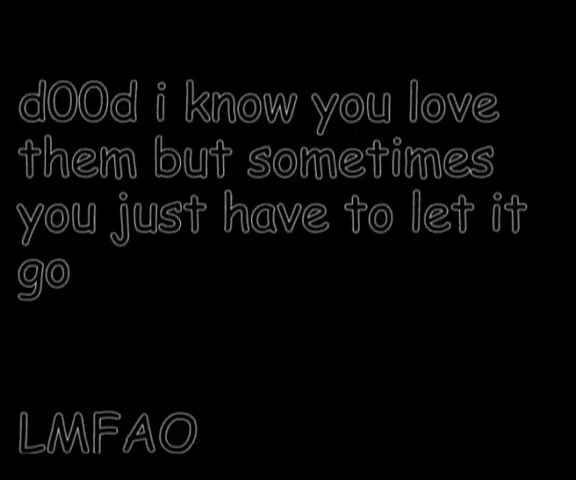 d00d i know you love
them but sometimes
you just have to let it
go
LMFAO